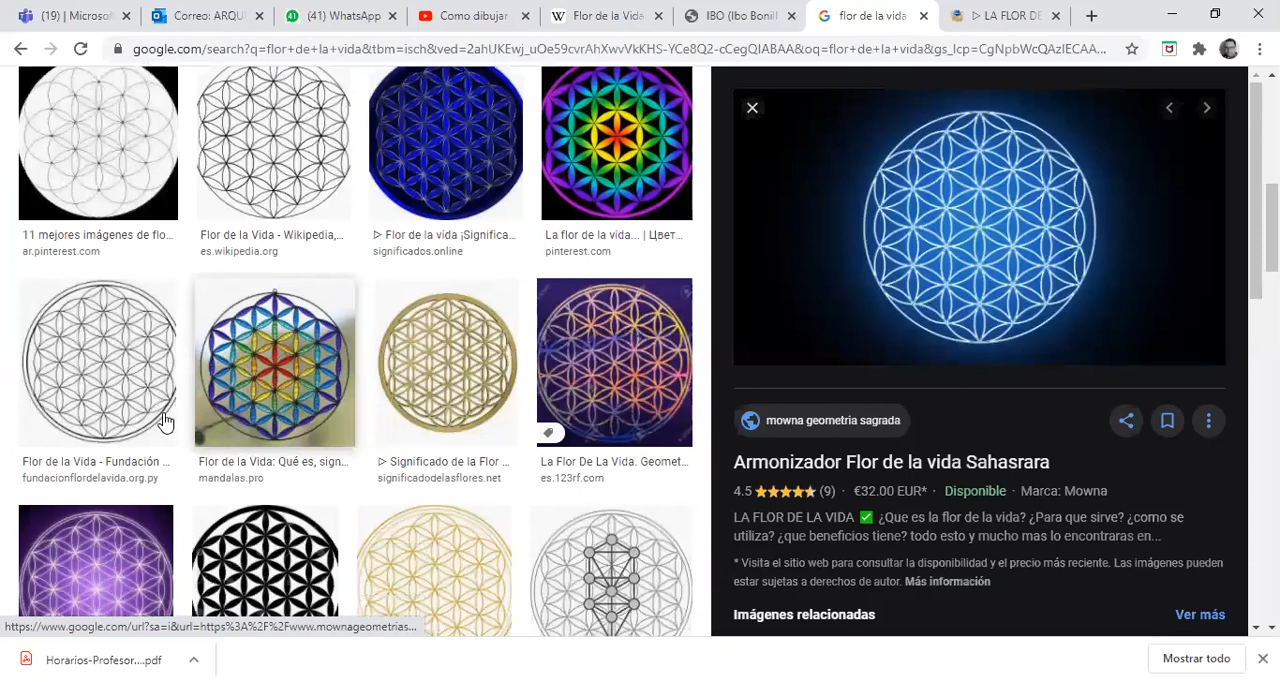 (19) | Microsof
Correo: ARQU
(41) WhatsApp
Como dibujar
Flor de la Vid
IBO (Ibo Bonill
flor de la vida
▷ LA FLOR DE
google.com/search?q=flor+de+la+vida&tbm=isch&ved=2ahUKEwj_uOe59cvrAhXwvVkKHS-YCe8Q2-cCegQIABAA&oq=flor+de+la+vida&gs_lcp=CgNpbWcQAzIECAA...
11 mejores imágenes de flo...
ar.pinterest.com
Flor de la Vida - Wikipedia,...
es.wikipedia.org
▷ Flor de la vida ¡Significa...
significados.online
La flor de la vida... | Цвет...
pinterest.com
Flor de la Vida - Fundación ...
fundacionflordelavida.org.py
Flor de la Vida: Qué es, sign...
mandalas.pro
▷ Significado de la Flor ...
significadodelasflores.net
La Flor De La Vida. Geomet...
es.123rf.com
mowna geometria sagrada
Armonizador Flor de la vida Sahasrara
4.5 ★★★★★ (9) · €32.00 EUR* · Disponible · Marca: Mowna
LA FLOR DE LA VIDA ✅ ¿Que es la flor de la vida? ¿Para que sirve? ¿como se
utiliza? ¿que beneficios tiene? todo esto y mucho mas lo encontraras en...
* Visita el sitio web para consultar la disponibilidad y el precio más reciente. Las imágenes pueden
estar sujetas a derechos de autor. Más información
Imágenes relacionadas
Ver más
https://www.google.com/url?sa=i&url=https%3A%2F%2Fwww.mownageometrias...
Horarios-Profesor....pdf
Mostrar todo